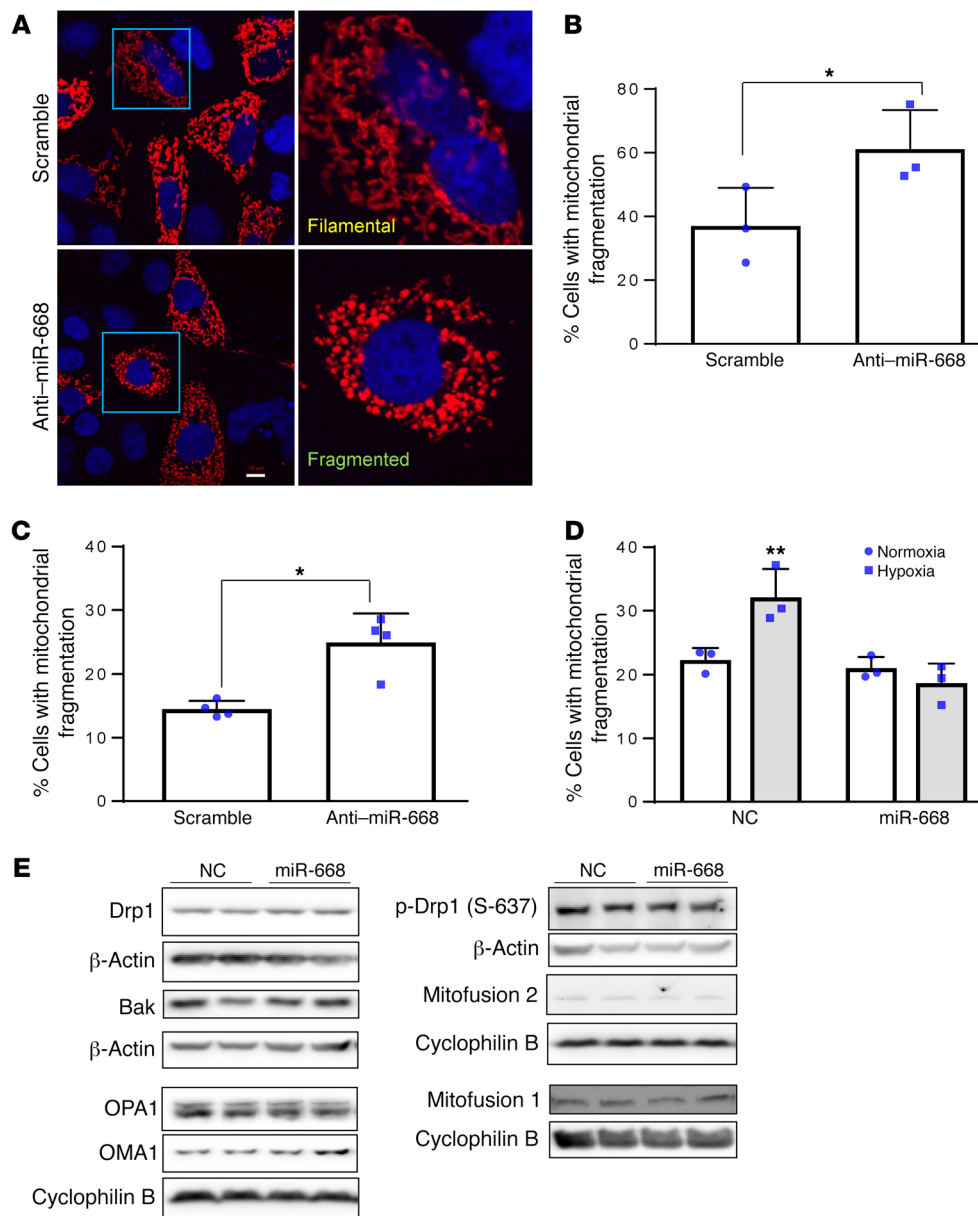 A
Scramble
Filamental
Anti–miR-668
Fragmented
B
*
% Cells with mitochondrial
fragmentation
80
60
40
20
0
Scramble
Anti–miR-668
C
*
% Cells with mitochondrial
fragmentation
40
30
20
10
0
Scramble
Anti–miR-668
D
**
Normoxia
Hypoxia
% Cells with mitochondrial
fragmentation
40
30
20
10
0
NC
miR-668
E
NC miR-668
Drp1
β-Actin
Bak
β-Actin
OPA1
OMA1
Cyclophilin B
NC miR-668
p-Drp1 (S-637)
β-Actin
Mitofusion 2
Cyclophilin B
Mitofusion 1
Cyclophilin B